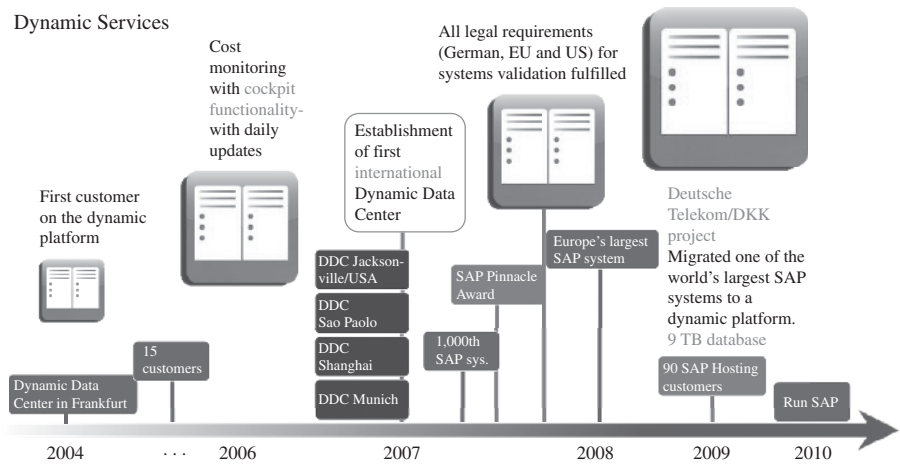 Dynamic Services
First customer
on the dynamic
platform
Cost
monitoring
with cockpit
functionality-
with daily
updates
Establishment
of first
international
Dynamic Data
Center
All legal requirements
(German, EU and US) for
systems validation fulfilled
Deutsche
Telekom/DKK
project
Migrated one of the
world's largest SAP
systems to a
dynamic platform.
9 TB database
Dynamic Data
Center in Frankfurt
15
customers
DDC Jackson-
ville/USA
DDC
Sao Paolo
DDC
Shanghai
DDC Munich
1,000th
SAP sys.
SAP Pinnacle
Award
Europe's largest
SAP system
90 SAP Hosting
customers
Run SAP
2004
. . .
2006
2007
2008
2009
2010